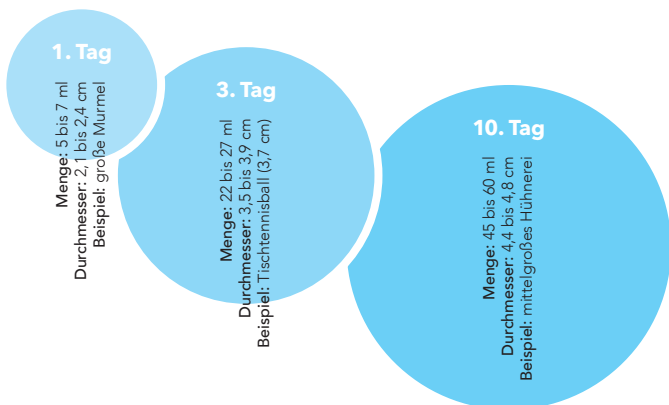 1. Tag
Menge: 5 bis 7 ml
Durchmesser: 2,1 bis 2,4 cm
Beispiel: große Murmel
3. Tag
Menge: 22 bis 27 ml
Durchmesser: 3,5 bis 3,9 cm
Beispiel: Tischtennisball (3,7 cm)
10. Tag
Menge: 45 bis 60 ml
Durchmesser: 4,4 bis 4,8 cm
Beispiel: mittelgroßes Hühnerei